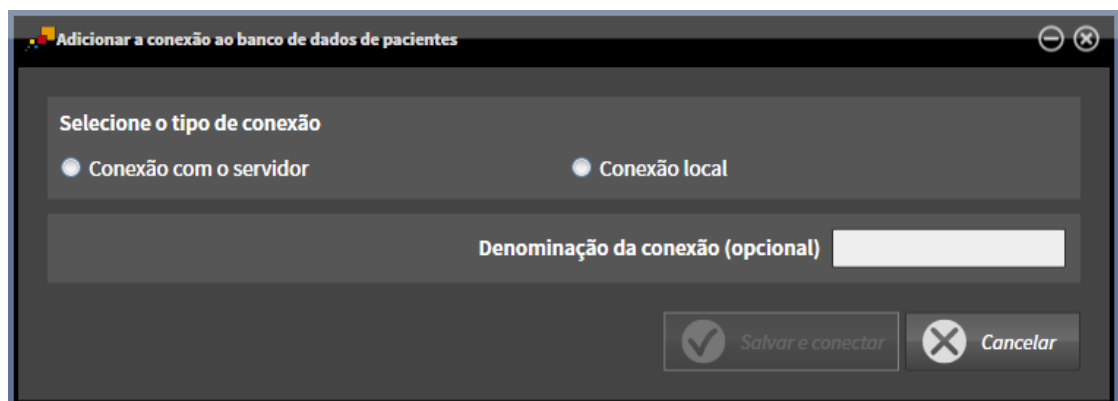 Adicionar a conexão ao banco de dados de pacientes
Selecione o tipo de conexão
Conexão com o servidor
Conexão local
Denominação da conexão (opcional)
Salvar e conectar
Cancelar